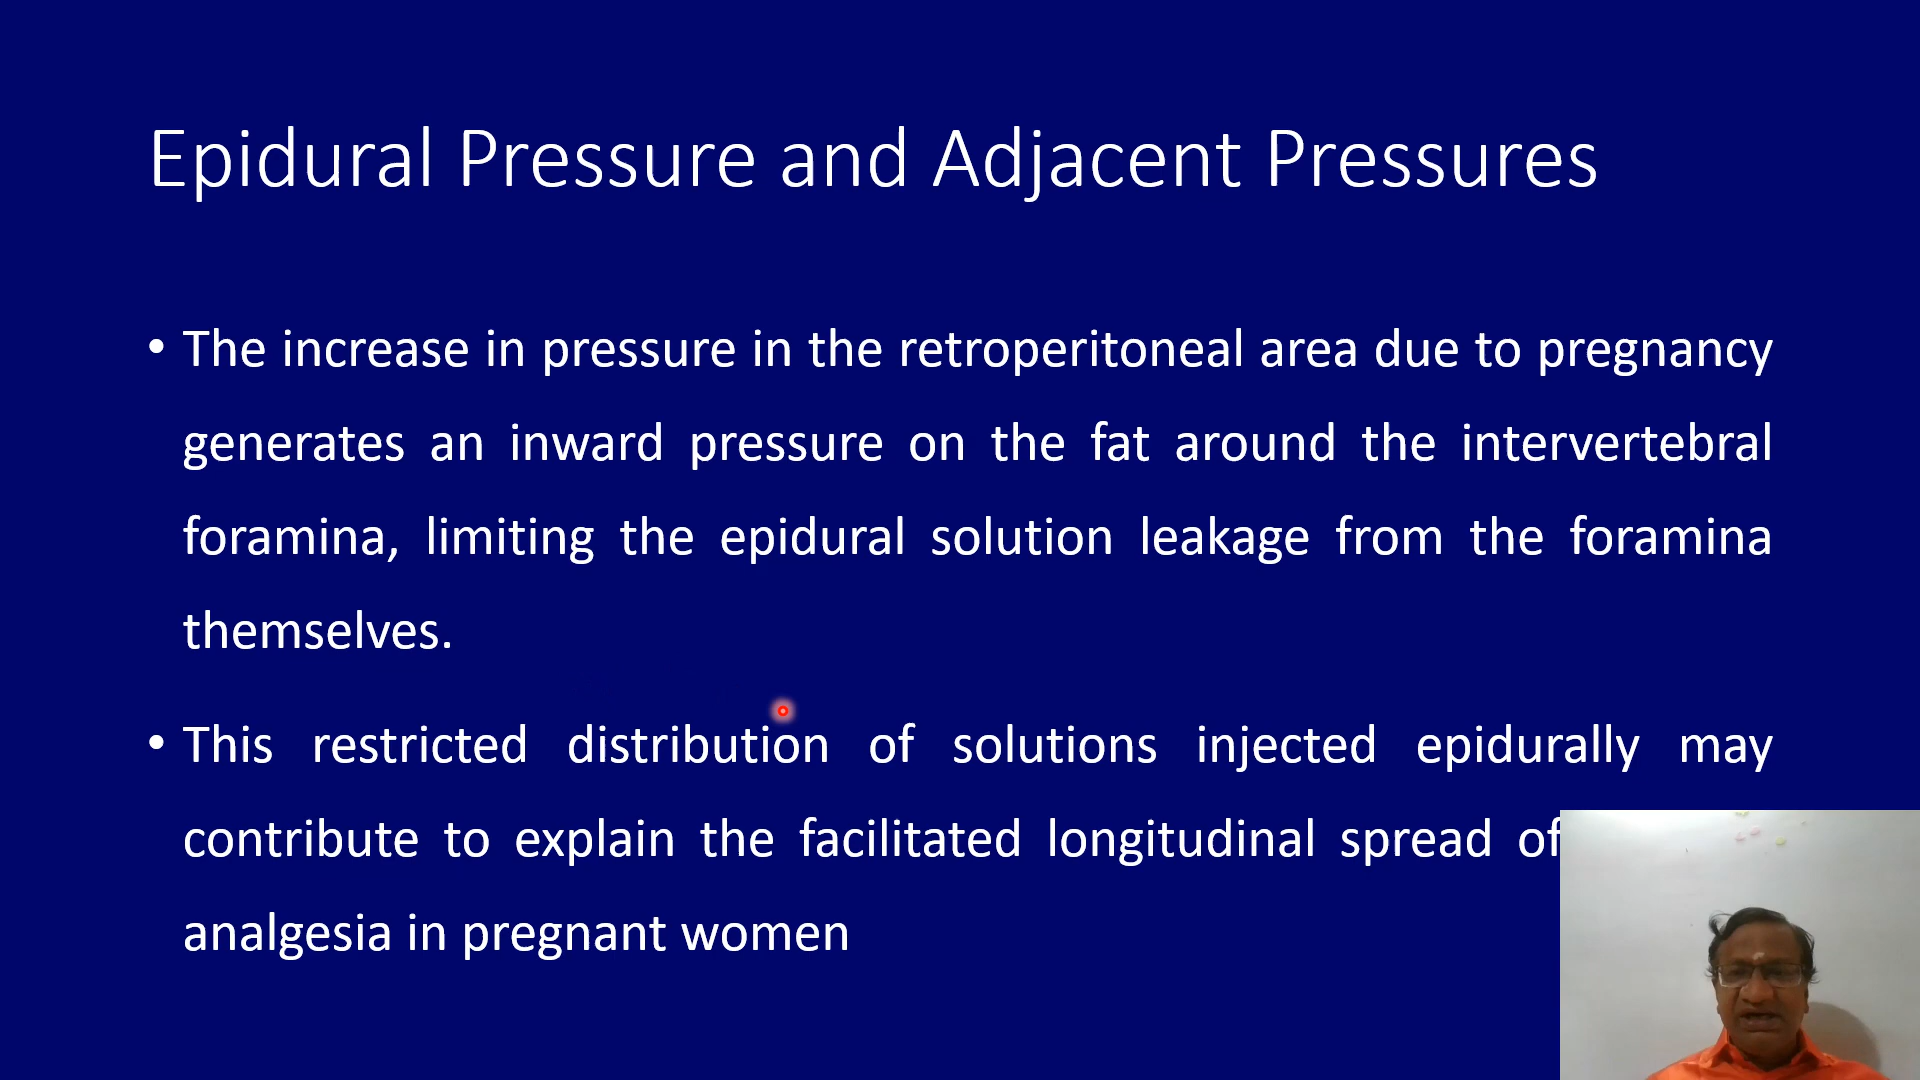 Epidural Pressure and Adjacent Pressures
• The increase in pressure in the retroperitoneal area due to pregnancy
generates an inward pressure on the fat around the intervertebral
foramina, limiting the epidural solution leakage from the foramina
themselves.
• This restricted distribution of solutions injected epidurally may
contribute to explain the facilitated longitudinal spread of
analgesia in pregnant women